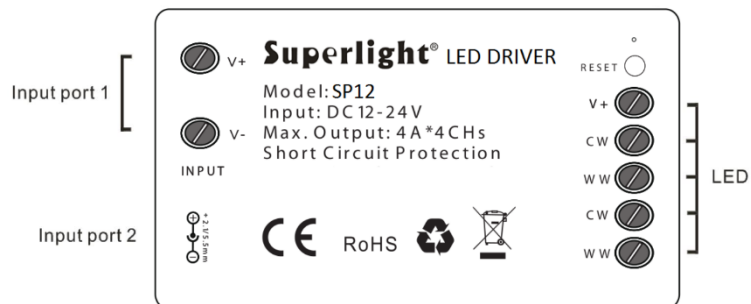 Input port 1
V+
V-
INPUT
Input port 2
+ 2.1/5.5mm
Superlight® LED DRIVER
Model: SP12
Input: DC12-24V
Max. Output: 4A*4CHs
Short Circuit Protection
CE RoHS
RESET
V+
CW
WW
CW
WW
LED